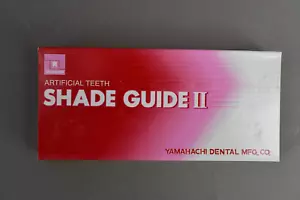 ARTIFICIAL TEETH
SHADE GUIDE II
YAMAHACHI DENTAL MFG., CO.